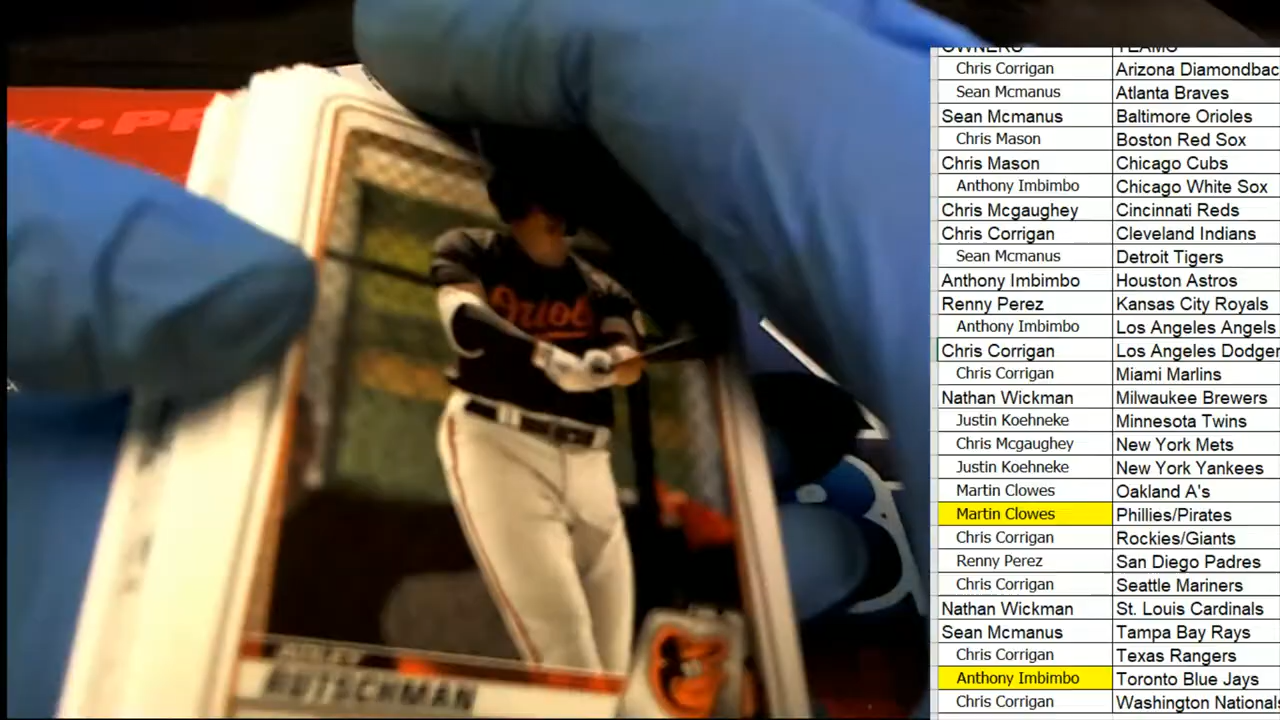 OWNERS TEAMS
Chris Corrigan Arizona Diamondbac
Sean Mcmanus Atlanta Braves
Sean Mcmanus Baltimore Orioles
Chris Mason Boston Red Sox
Chris Mason Chicago Cubs
Anthony Imbimbo Chicago White Sox
Chris Mcgaughey Cincinnati Reds
Chris Corrigan Cleveland Indians
Sean Mcmanus Detroit Tigers
Anthony Imbimbo Houston Astros
Renny Perez Kansas City Royals
Anthony Imbimbo Los Angeles Angels
Chris Corrigan Los Angeles Dodger
Chris Corrigan Miami Marlins
Nathan Wickman Milwaukee Brewers
Justin Koehneke Minnesota Twins
Chris Mcgaughey New York Mets
Justin Koehneke New York Yankees
Martin Clowes Oakland A's
Martin Clowes Phillies/Pirates
Chris Corrigan Rockies/Giants
Renny Perez San Diego Padres
Chris Corrigan Seattle Mariners
Nathan Wickman St. Louis Cardinals
Sean Mcmanus Tampa Bay Rays
Chris Corrigan Texas Rangers
Anthony Imbimbo Toronto Blue Jays
Chris Corrigan Washington Nationals
Oriol
RUTSCHMAN